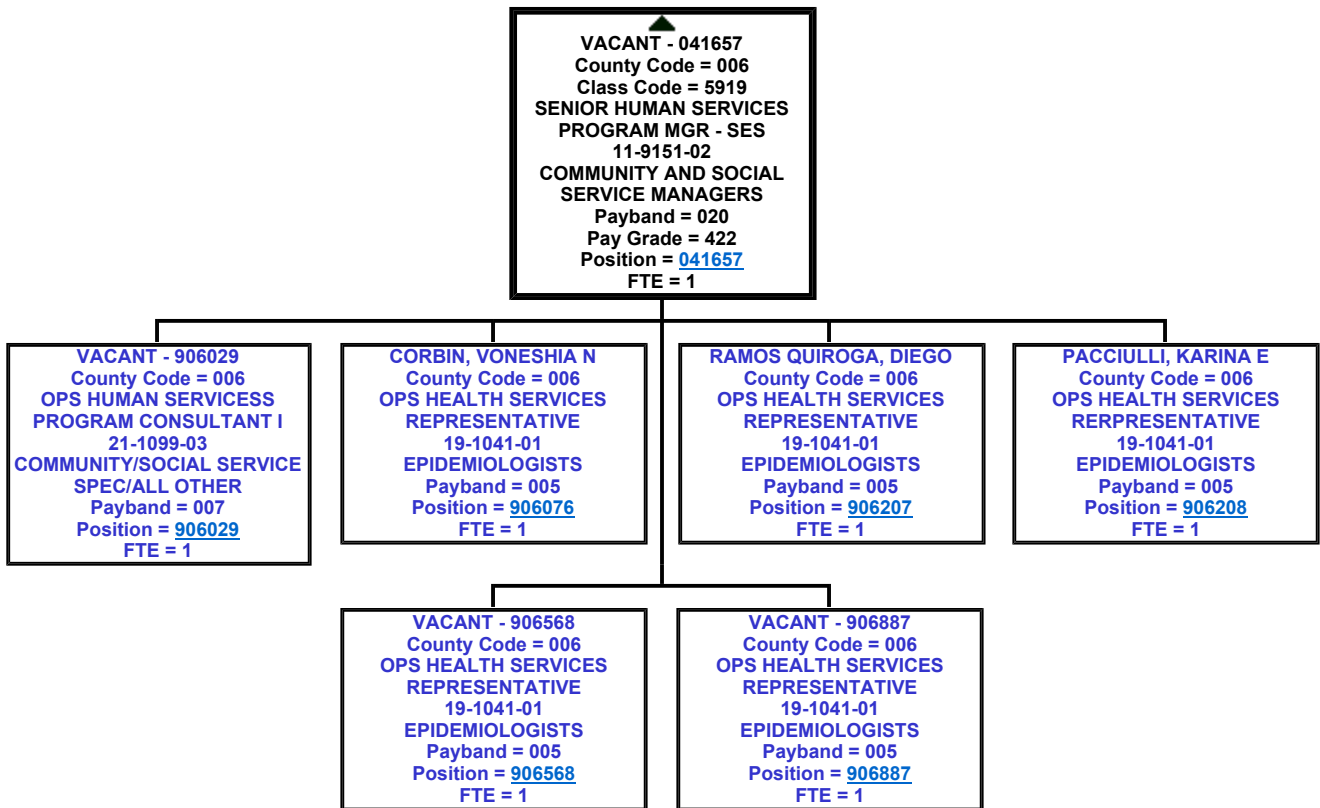 VACANT - 041657
County Code = 006
Class Code = 5919
SENIOR HUMAN SERVICES
PROGRAM MGR - SES
11-9151-02
COMMUNITY AND SOCIAL
SERVICE MANAGERS
Payband = 020
Pay Grade = 422
Position = 041657
FTE = 1
VACANT - 906029
County Code = 006
OPS HUMAN SERVICESS
PROGRAM CONSULTANT I
21-1099-03
COMMUNITY/SOCIAL SERVICE
SPEC/ALL OTHER
Payband = 007
Position = 906029
FTE = 1
CORBIN, VONESHIA N
County Code = 006
OPS HEALTH SERVICES
REPRESENTATIVE
19-1041-01
EPIDEMIOLOGISTS
Payband = 005
Position = 906076
FTE = 1
RAMOS QUIROGA, DIEGO
County Code = 006
OPS HEALTH SERVICES
REPRESENTATIVE
19-1041-01
EPIDEMIOLOGISTS
Payband = 005
Position = 906207
FTE = 1
PACCIULLI, KARINA E
County Code = 006
OPS HEALTH SERVICES
RERPRESENTATIVE
19-1041-01
EPIDEMIOLOGISTS
Payband = 005
Position = 906208
FTE = 1
VACANT - 906568
County Code = 006
OPS HEALTH SERVICES
REPRESENTATIVE
19-1041-01
EPIDEMIOLOGISTS
Payband = 005
Position = 906568
FTE = 1
VACANT - 906887
County Code = 006
OPS HEALTH SERVICES
REPRESENTATIVE
19-1041-01
EPIDEMIOLOGISTS
Payband = 005
Position = 906887
FTE = 1